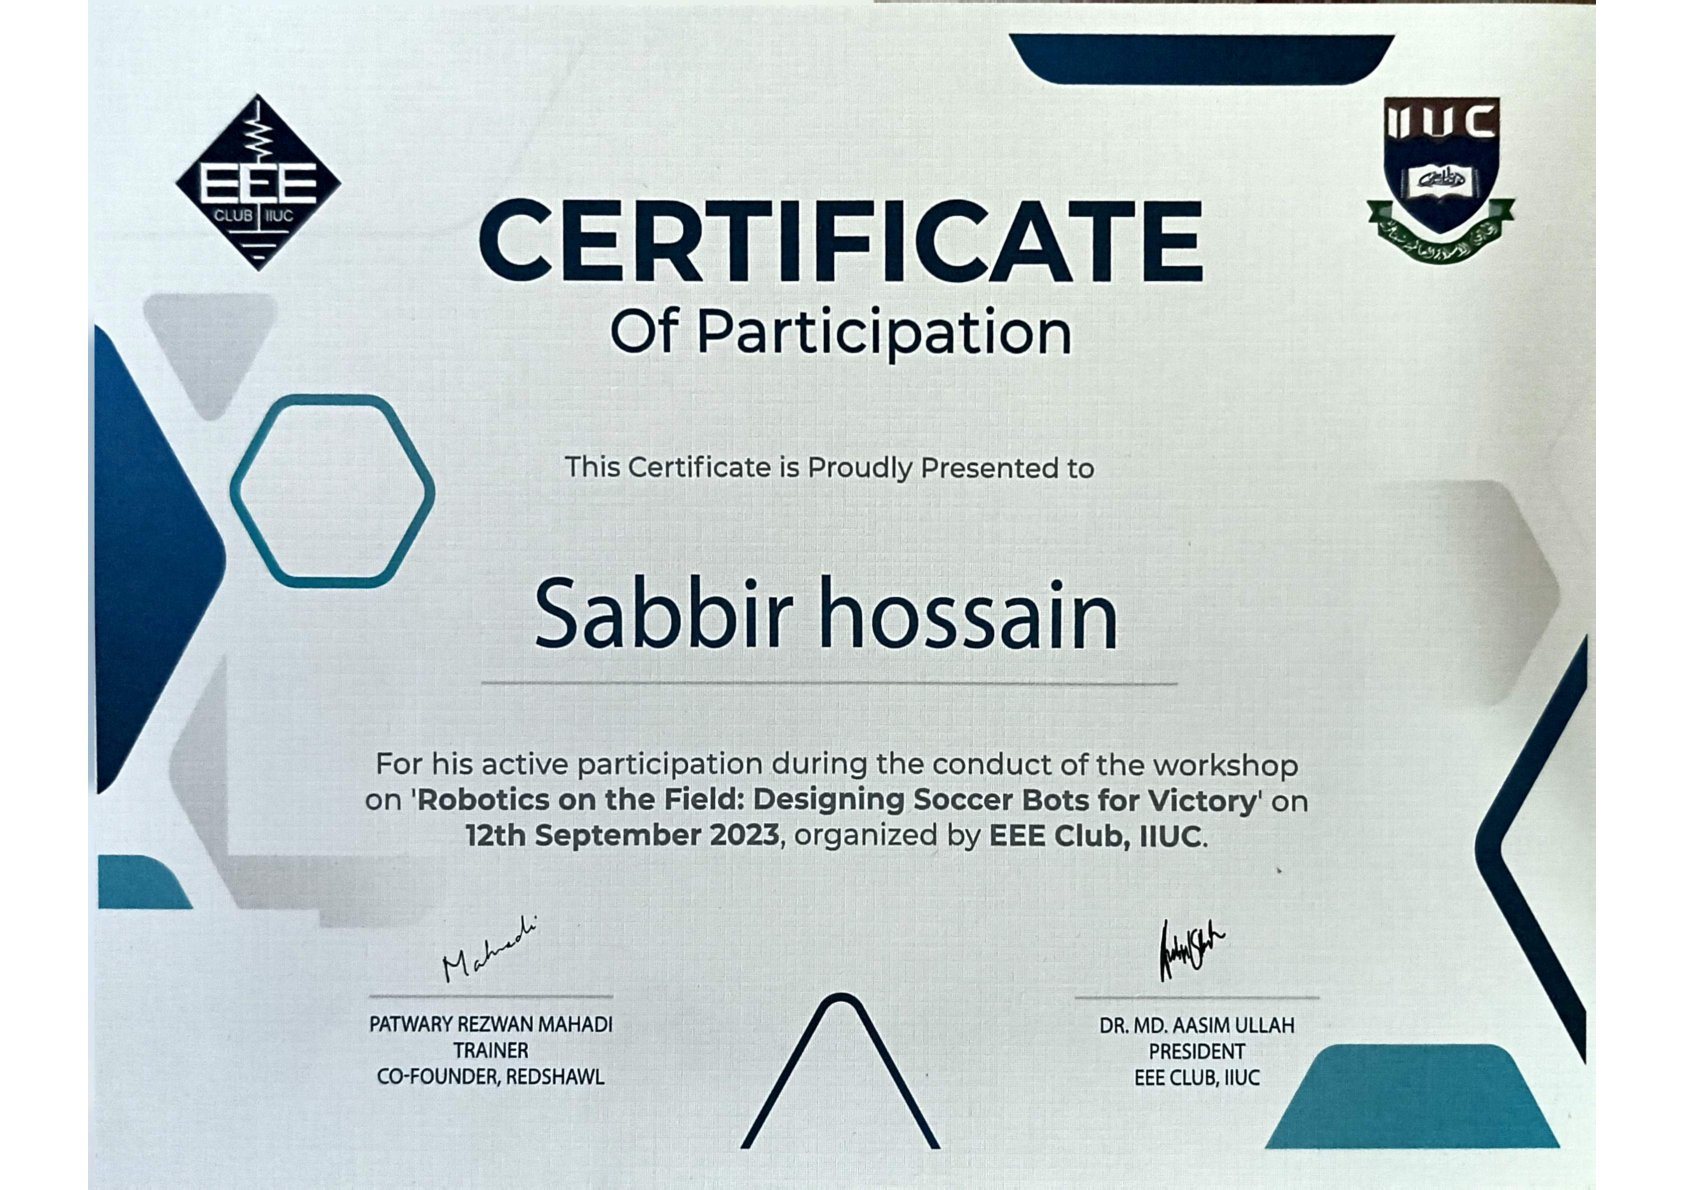 EEE
CLUB IIUC
IIUC
CERTIFICATE
Of Participation
This Certificate is Proudly Presented to
Sabbir hossain
For his active participation during the conduct of the workshop
on 'Robotics on the Field: Designing Soccer Bots for Victory' on
12th September 2023, organized by EEE Club, IIUC.
Mahadi
PATWARY REZWAN MAHADI
TRAINER
CO-FOUNDER, REDSHAWL
DR. MD. AASIM ULLAH
PRESIDENT
EEE CLUB, IIUC